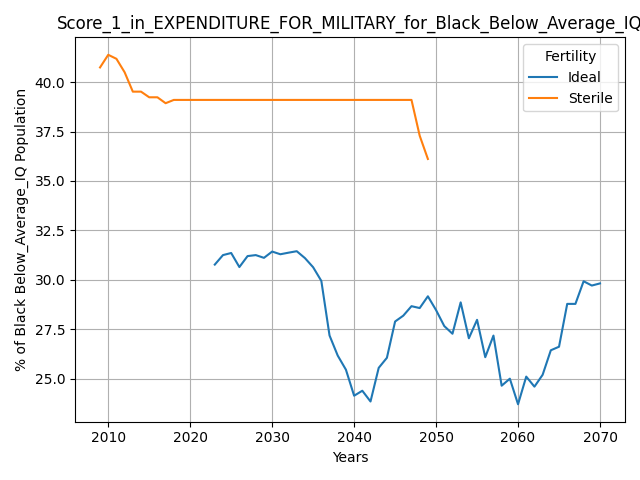 Score_1_in_EXPENDITURE_FOR_MILITARY_for_Black_Below_Average_IQ
Fertility
Ideal
Sterile
% of Black Below_Average_IQ Population
40.0
37.5
35.0
32.5
30.0
27.5
25.0
2010 2020 2030 2040 2050 2060 2070
Years